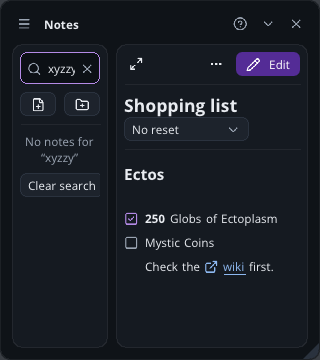 Notes
xyzzy
No notes for
“xyzzy”
Clear search
Edit
Shopping list
No reset
Ectos
250 Globs of Ectoplasm
Mystic Coins
Check the wiki first.